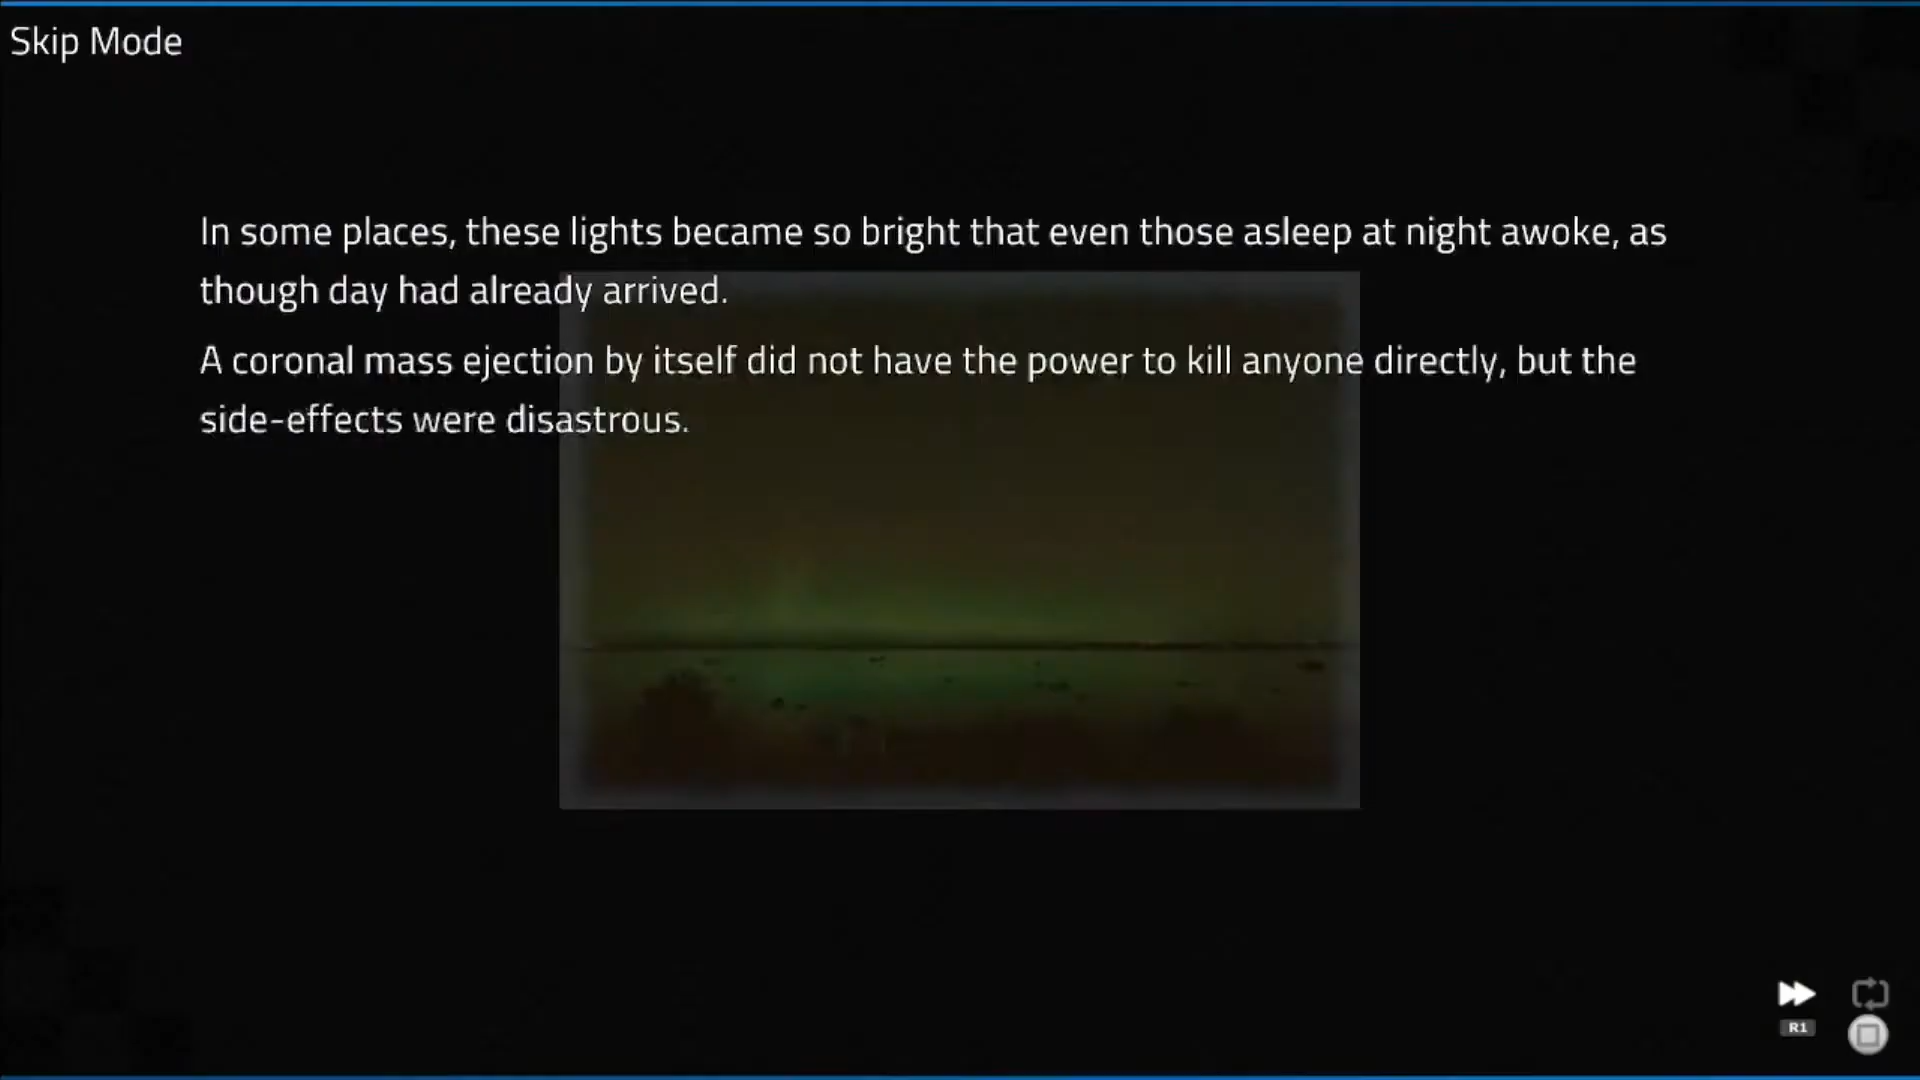 Skip Mode
In some places, these lights became so bright that even those asleep at night awoke, as
though day had already arrived.
A coronal mass ejection by itself did not have the power to kill anyone directly, but the
side-effects were disastrous.
R1